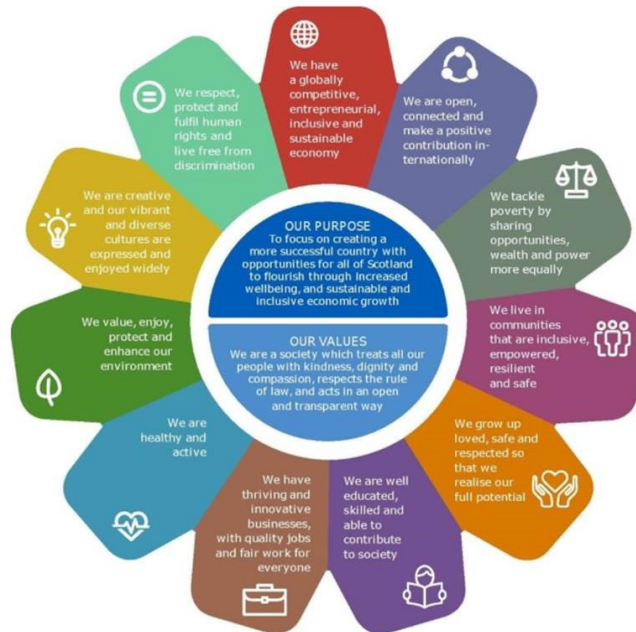 We have
a globally
competitive,
entrepreneurial,
inclusive and
sustainable
economy
We are open,
connected and
make a positive
contribution in-
ternationally
We tackle
poverty by
sharing
opportunities,
wealth and power
more equally
We live in
communities
that are inclusive,
empowered,
resilient
and safe
We grow up
loved, safe and
respected so
that we
realise our
full potential
We are well
educated,
skilled and
able to
contribute
to society
We have
thriving and
innovative
businesses,
with quality jobs
and fair work for
everyone
We are
healthy and
active
We value, enjoy,
protect and
enhance our
environment
We are creative
and our vibrant
and diverse
cultures are
expressed and
enjoyed widely
We respect,
protect and
fulfil human
rights and
live free from
discrimination
OUR PURPOSE
To focus on creating a
more successful country with
opportunities for all of Scotland
to flourish through increased
wellbeing, and sustainable and
inclusive economic growth
OUR VALUES
We are a society which treats all our
people with kindness, dignity and
compassion, respects the rule
of law, and acts in an open
and transparent way